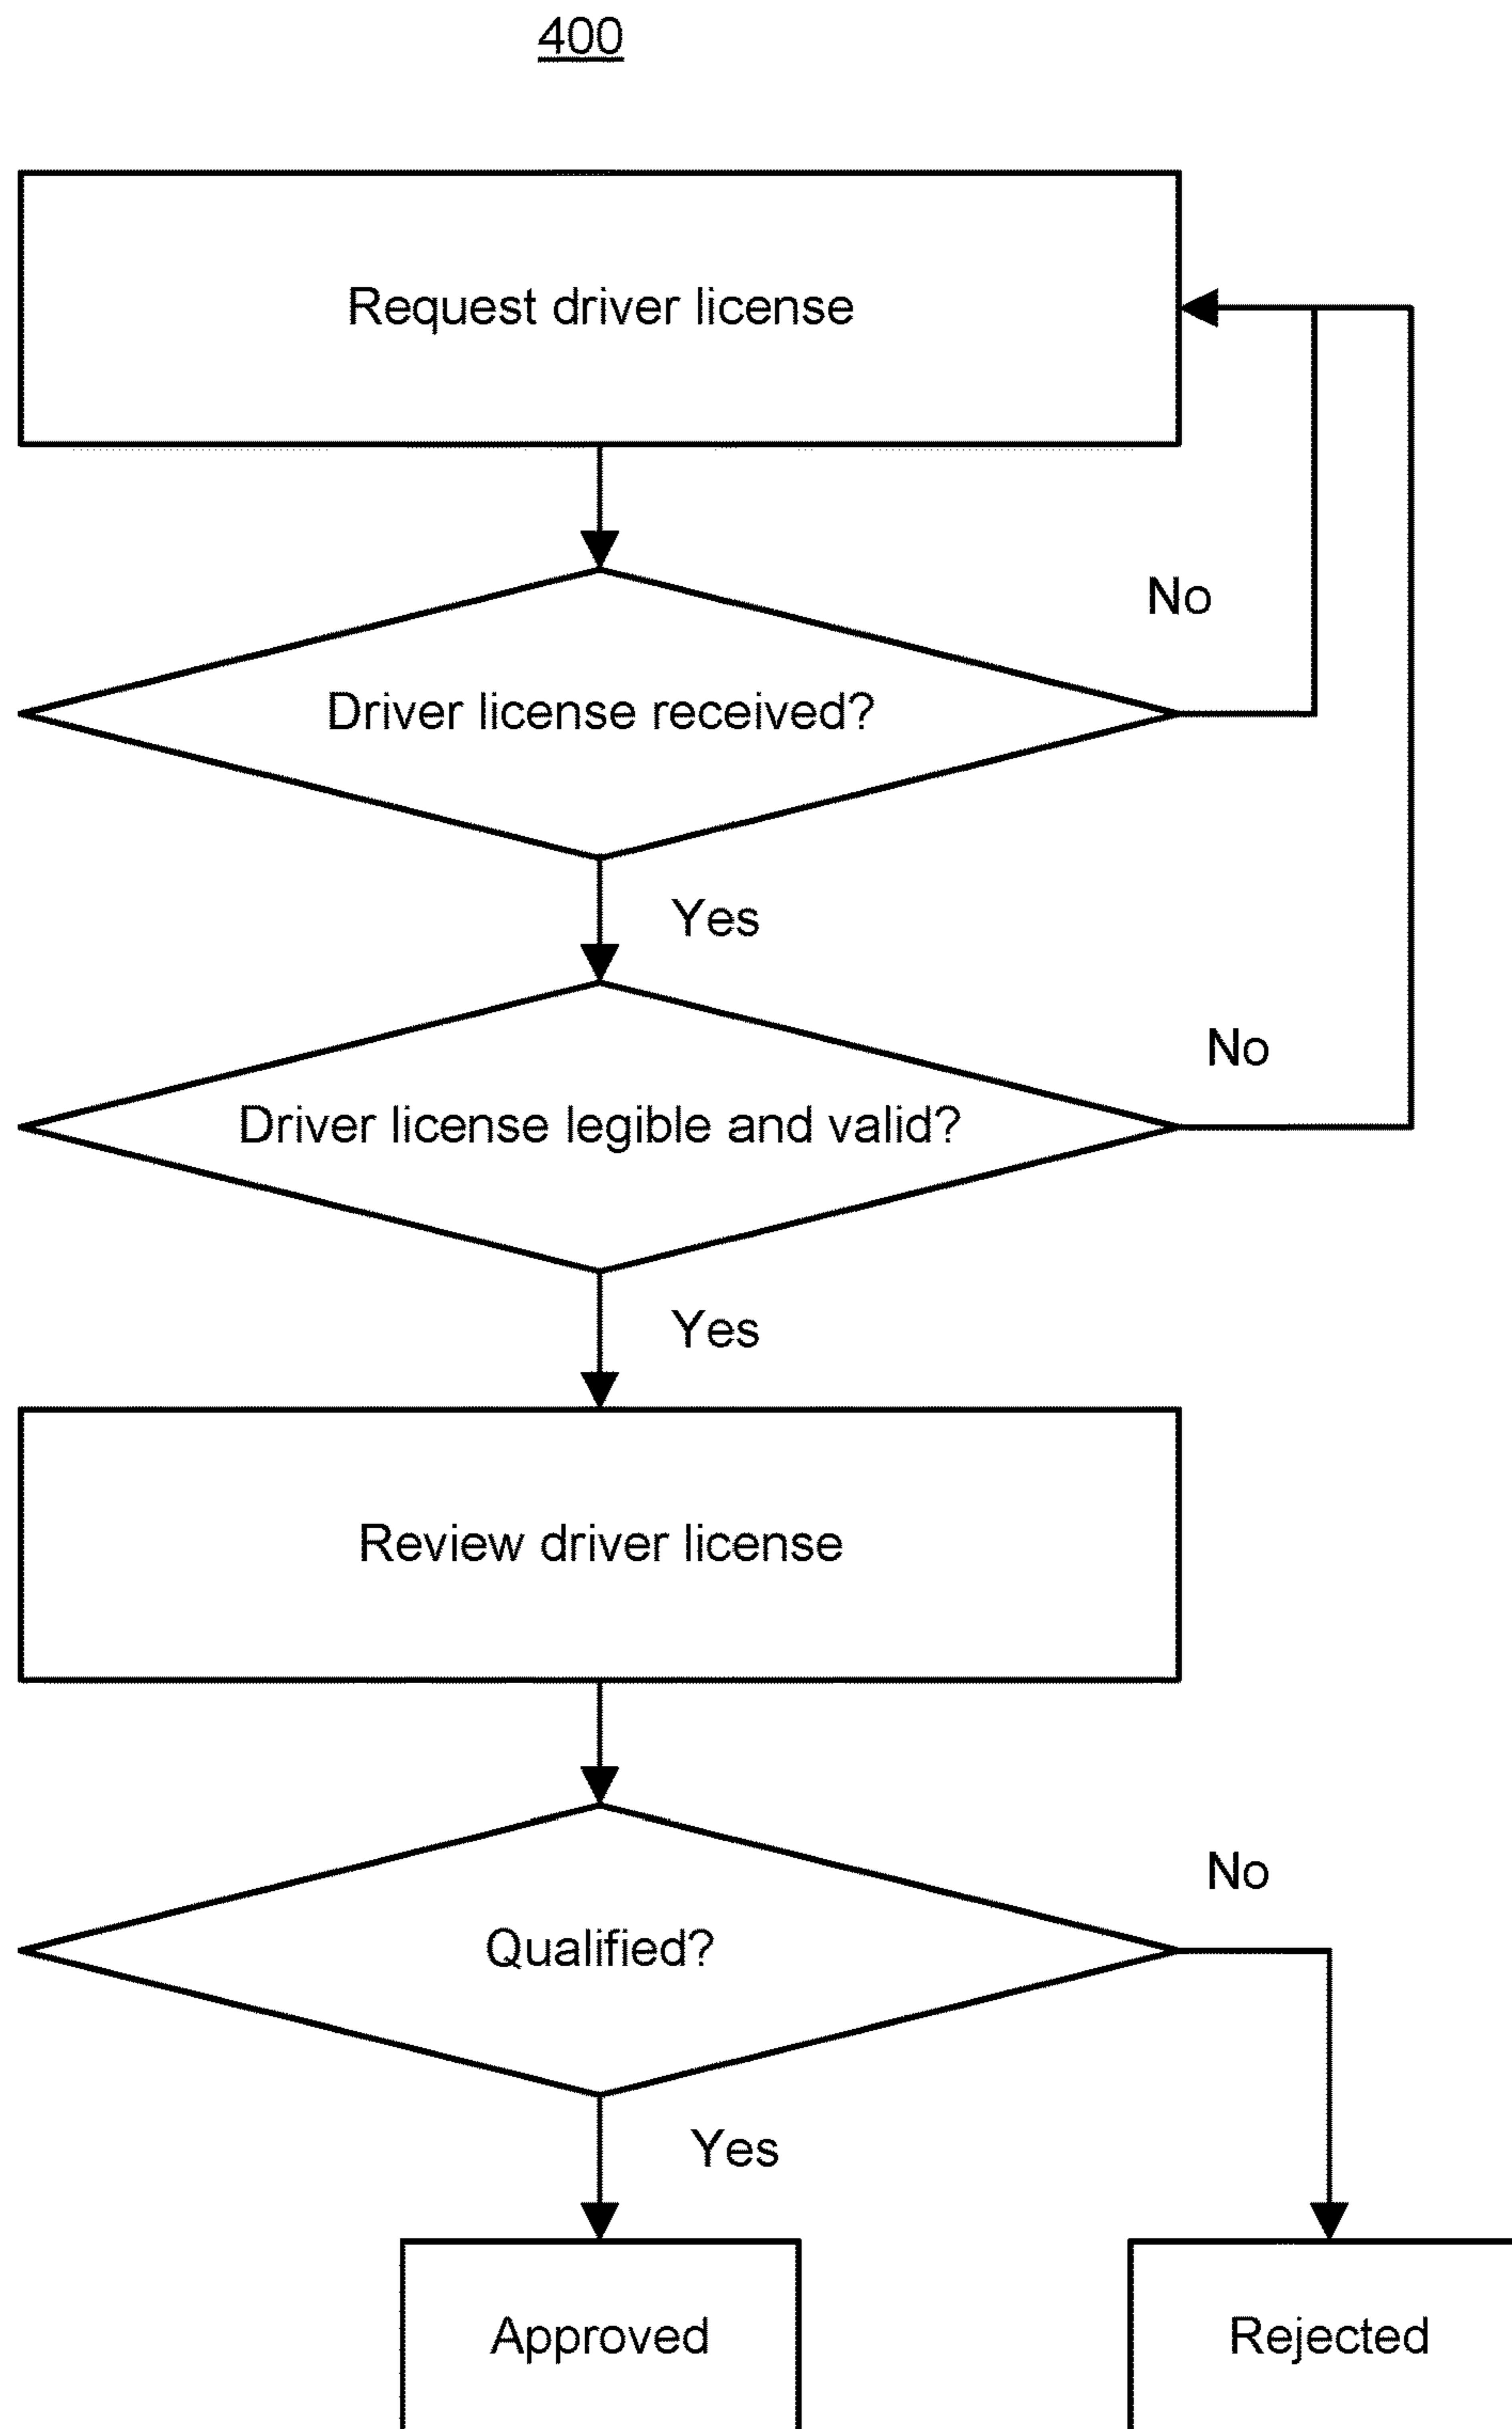 400
Request driver license
No
Driver license received?
Yes
No
Driver license legible and valid?
Yes
Review driver license
No
Qualified?
Yes
Approved
Rejected